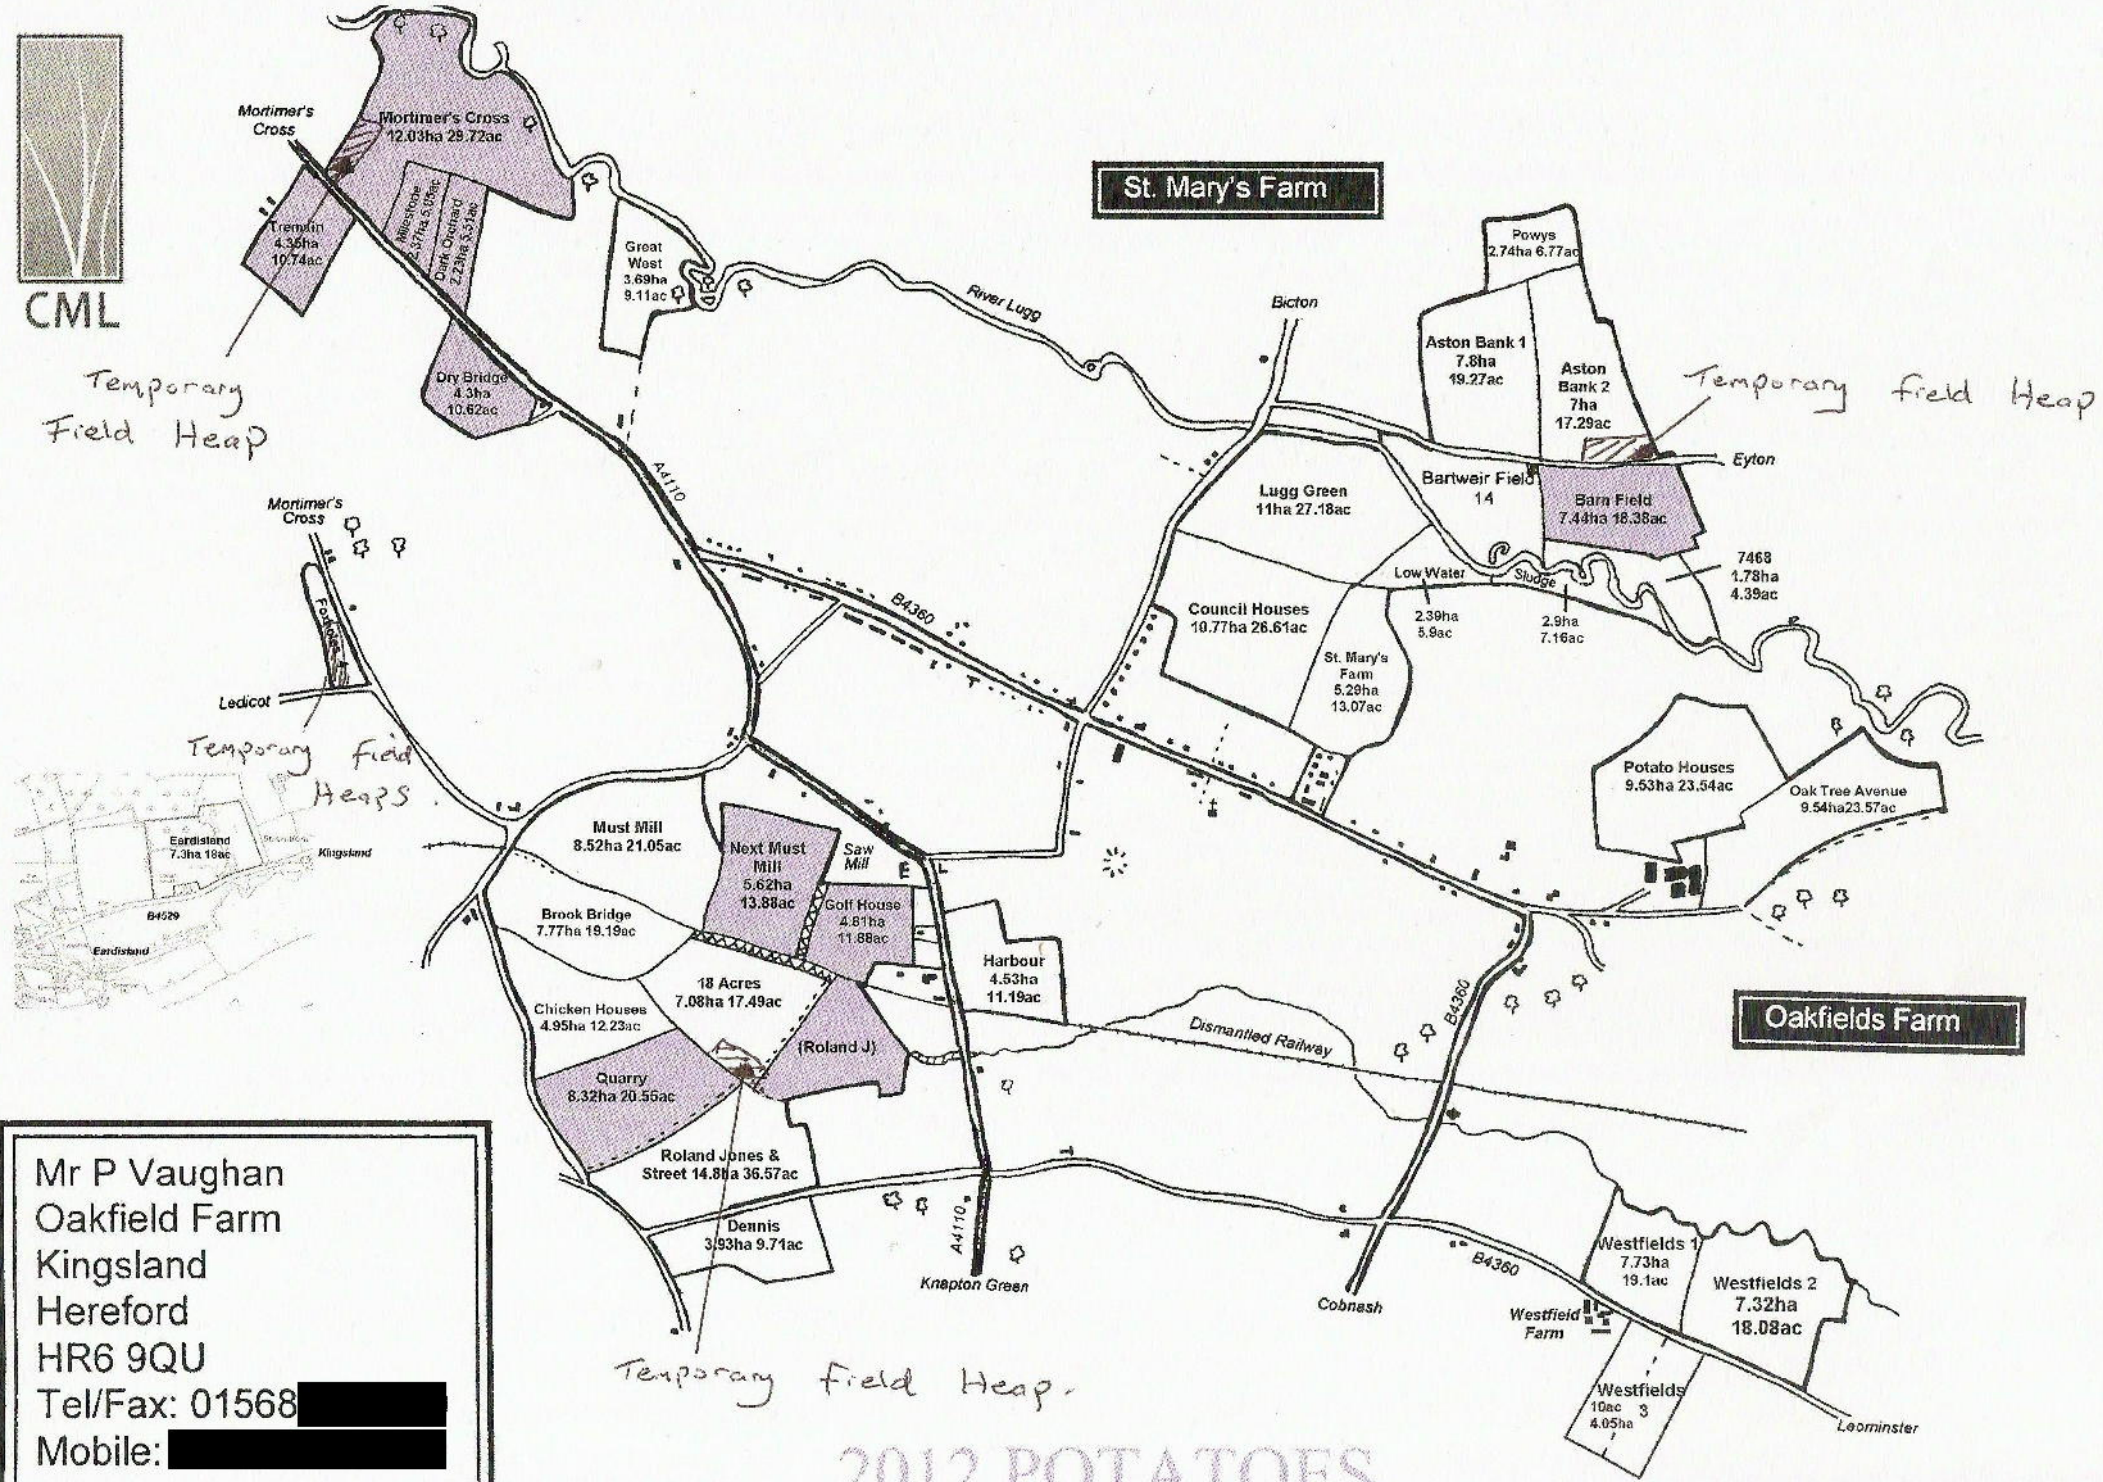 CML
Mortimer's
Cross
Mortimer's Cross
12.03ha 29.72ac
Tremain
4.35ha
10.74ac
Milestone
2.37ha 5.05ac
Dark Orchard
2.23ha 5.51ac
Great
West
3.69ha
9.11ac
Dry Bridge
4.3ha
10.62ac
Temporary
Field Heap
St. Mary's Farm
River Lugg
Bicton
Powys
2.74ha 6.77ac
Aston Bank 1
7.8ha
19.27ac
Aston
Bank 2
7ha
17.29ac
Temporary field Heap
Eyton
Bartweir Field
14
Barn Field
7.44ha 18.38ac
Lugg Green
11ha 27.18ac
Low Water
2.39ha
5.9ac
Sludge
2.9ha
7.16ac
7468
1.78ha
4.39ac
Council Houses
10.77ha 26.61ac
St. Mary's
Farm
5.29ha
13.07ac
A4110
B4360
Mortimer's
Cross
Ledicot
Temporary field
Heaps.
Eardisland
7.3ha 18ac
Kingsland
B4529
Eardisland
Must Mill
8.52ha 21.05ac
Next Must
Mill
5.62ha
13.88ac
Saw
Mill
Golf House
4.81ha
11.88ac
Brook Bridge
7.77ha 19.19ac
18 Acres
7.08ha 17.49ac
Harbour
4.53ha
11.19ac
Chicken Houses
4.95ha 12.23ac
(Roland J)
Quarry
8.32ha 20.55ac
Roland Jones &
Street 14.8ha 36.57ac
Dennis
3.93ha 9.71ac
Dismantled Railway
Potato Houses
9.53ha 23.54ac
Oak Tree Avenue
9.54ha23.57ac
B4360
Oakfields Farm
A4110
Knapton Green
Cobnash
B4360
Westfields 1
7.73ha
19.1ac
Westfields 2
7.32ha
18.08ac
Westfield
Farm
Westfields
10ac 3
4.05ha
Leominster
Temporary field Heap.
Mr P Vaughan
Oakfield Farm
Kingsland
Hereford
HR6 9QU
Tel/Fax: 01568
Mobile:
2012 POTATOES